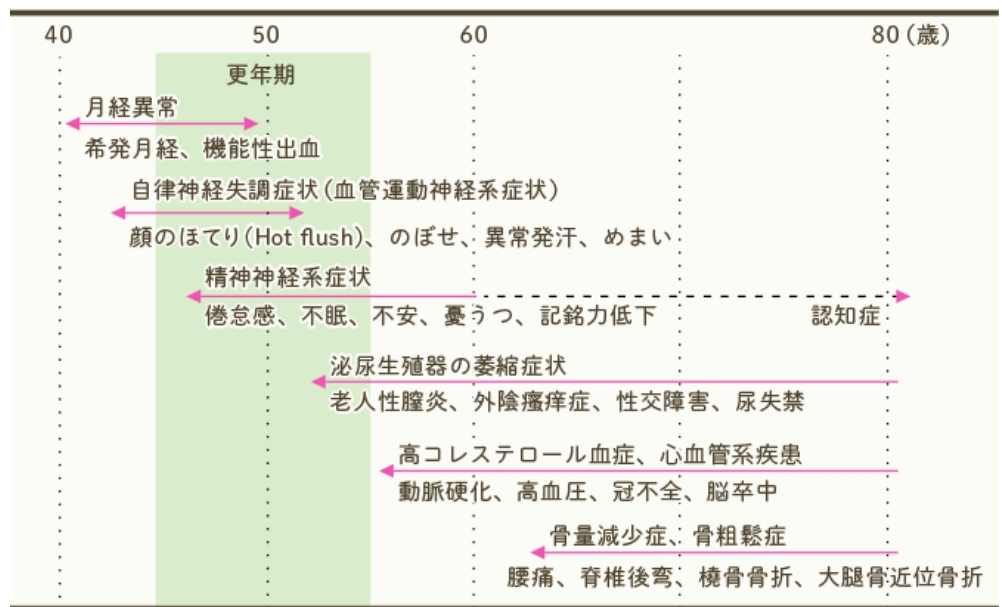 40 50 60 80(歳)
更年期
月経異常
希発月経、機能性出血
自律神経失調症状(血管運動神経系症状)
顔のほてり(Hot flush)、のぼせ、異常発汗、めまい
精神神経系症状
倦怠感、不眠、不安、憂うつ、記銘力低下 認知症
泌尿生殖器の萎縮症状
老人性膣炎、外陰瘙痒症、性交障害、尿失禁
高コレステロール血症、心血管系疾患
動脈硬化、高血圧、冠不全、脳卒中
骨量減少症、骨粗鬆症
腰痛、脊椎後弯、橈骨骨折、大腿骨近位骨折